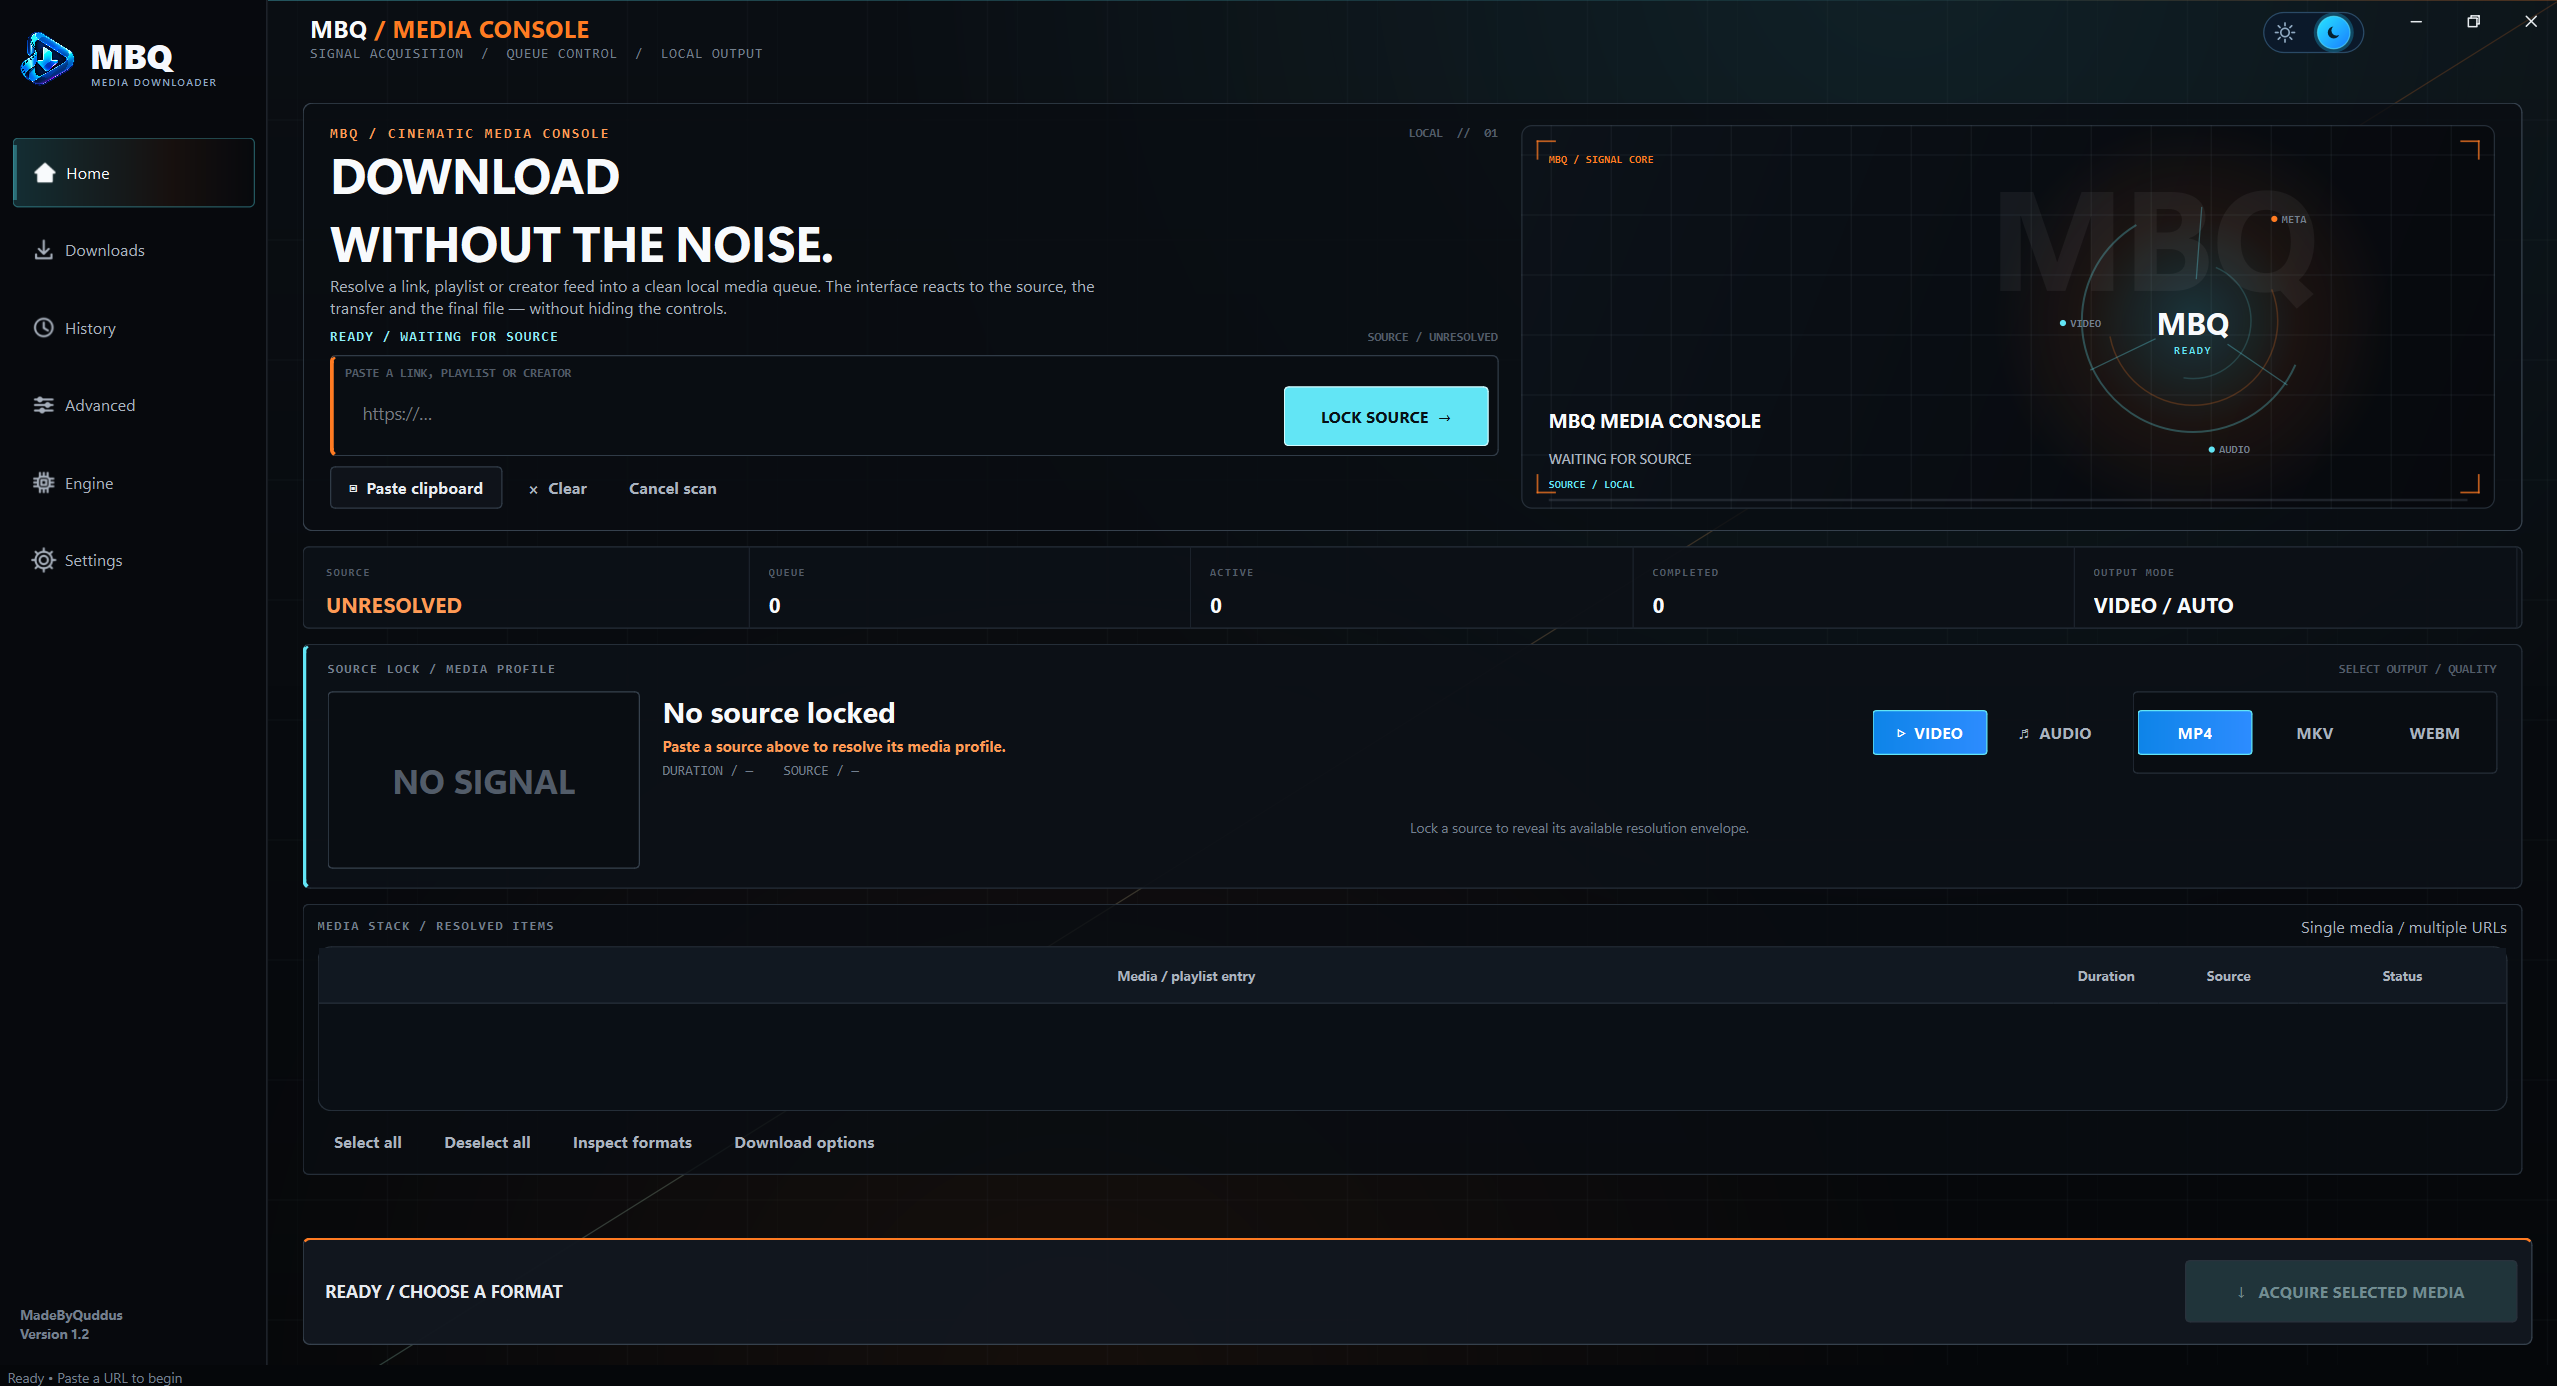 MBQ
MEDIA DOWNLOADER
Home
Downloads
History
Advanced
Engine
Settings
MadeByQuddus
Version 1.2
Ready • Paste a URL to begin
MBQ / MEDIA CONSOLE
SIGNAL ACQUISITION / QUEUE CONTROL / LOCAL OUTPUT
MBQ / CINEMATIC MEDIA CONSOLE
LOCAL // 01
DOWNLOAD
WITHOUT THE NOISE.
Resolve a link, playlist or creator feed into a clean local media queue. The interface reacts to the source, the
transfer and the final file — without hiding the controls.
READY / WAITING FOR SOURCE
SOURCE / UNRESOLVED
PASTE A LINK, PLAYLIST OR CREATOR
https://...
LOCK SOURCE →
Paste clipboard
× Clear
Cancel scan
MBQ / SIGNAL CORE
MBQ
META
VIDEO
MBQ
READY
AUDIO
MBQ MEDIA CONSOLE
WAITING FOR SOURCE
SOURCE / LOCAL
SOURCE
UNRESOLVED
QUEUE
0
ACTIVE
0
COMPLETED
0
OUTPUT MODE
VIDEO / AUTO
SOURCE LOCK / MEDIA PROFILE
SELECT OUTPUT / QUALITY
NO SIGNAL
No source locked
Paste a source above to resolve its media profile.
DURATION / — SOURCE / —
▷ VIDEO
♬ AUDIO
MP4
MKV
WEBM
Lock a source to reveal its available resolution envelope.
MEDIA STACK / RESOLVED ITEMS
Single media / multiple URLs
Media / playlist entry
Duration
Source
Status
Select all
Deselect all
Inspect formats
Download options
READY / CHOOSE A FORMAT
↓ ACQUIRE SELECTED MEDIA